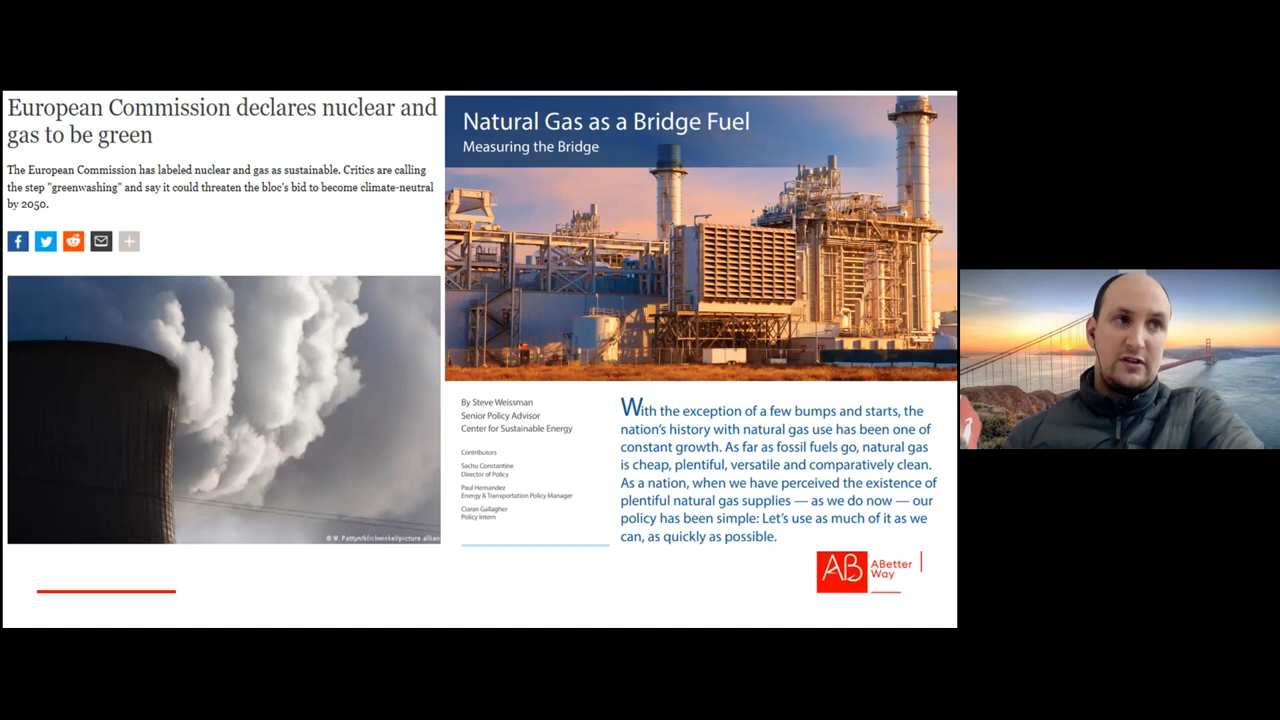 European Commission declares nuclear and
gas to be green
The European Commission has labeled nuclear and gas as sustainable. Critics are calling
the step "greenwashing" and say it could threaten the bloc's bid to become climate-neutral
by 2050.
© W. Pattyn/blickwinkel/picture allian
Natural Gas as a Bridge Fuel
Measuring the Bridge
By Steve Weissman
Senior Policy Advisor
Center for Sustainable Energy
Contributors
Sachu Constantine
Director of Policy
Paul Hernandez
Energy & Transportation Policy Manager
Ciaran Gallagher
Policy Intern
With the exception of a few bumps and starts, the
nation's history with natural gas use has been one of
constant growth. As far as fossil fuels go, natural gas
is cheap, plentiful, versatile and comparatively clean.
As a nation, when we have perceived the existence of
plentiful natural gas supplies — as we do now — our
policy has been simple: Let's use as much of it as we
can, as quickly as possible.
AB
ABetter
Way